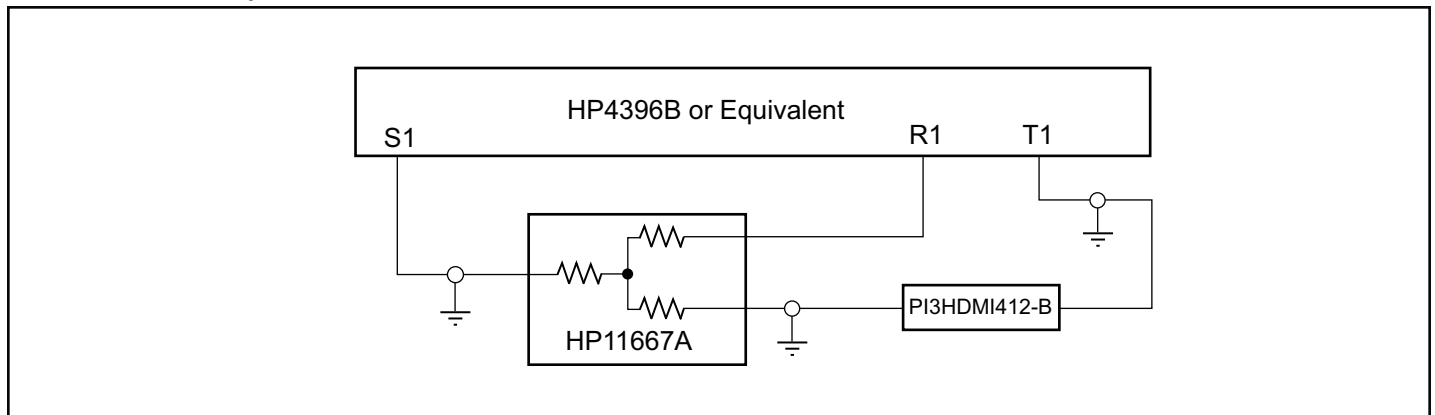 HP4396B or Equivalent
S1
R1
T1
PI3HDMI412-B
HP11667A